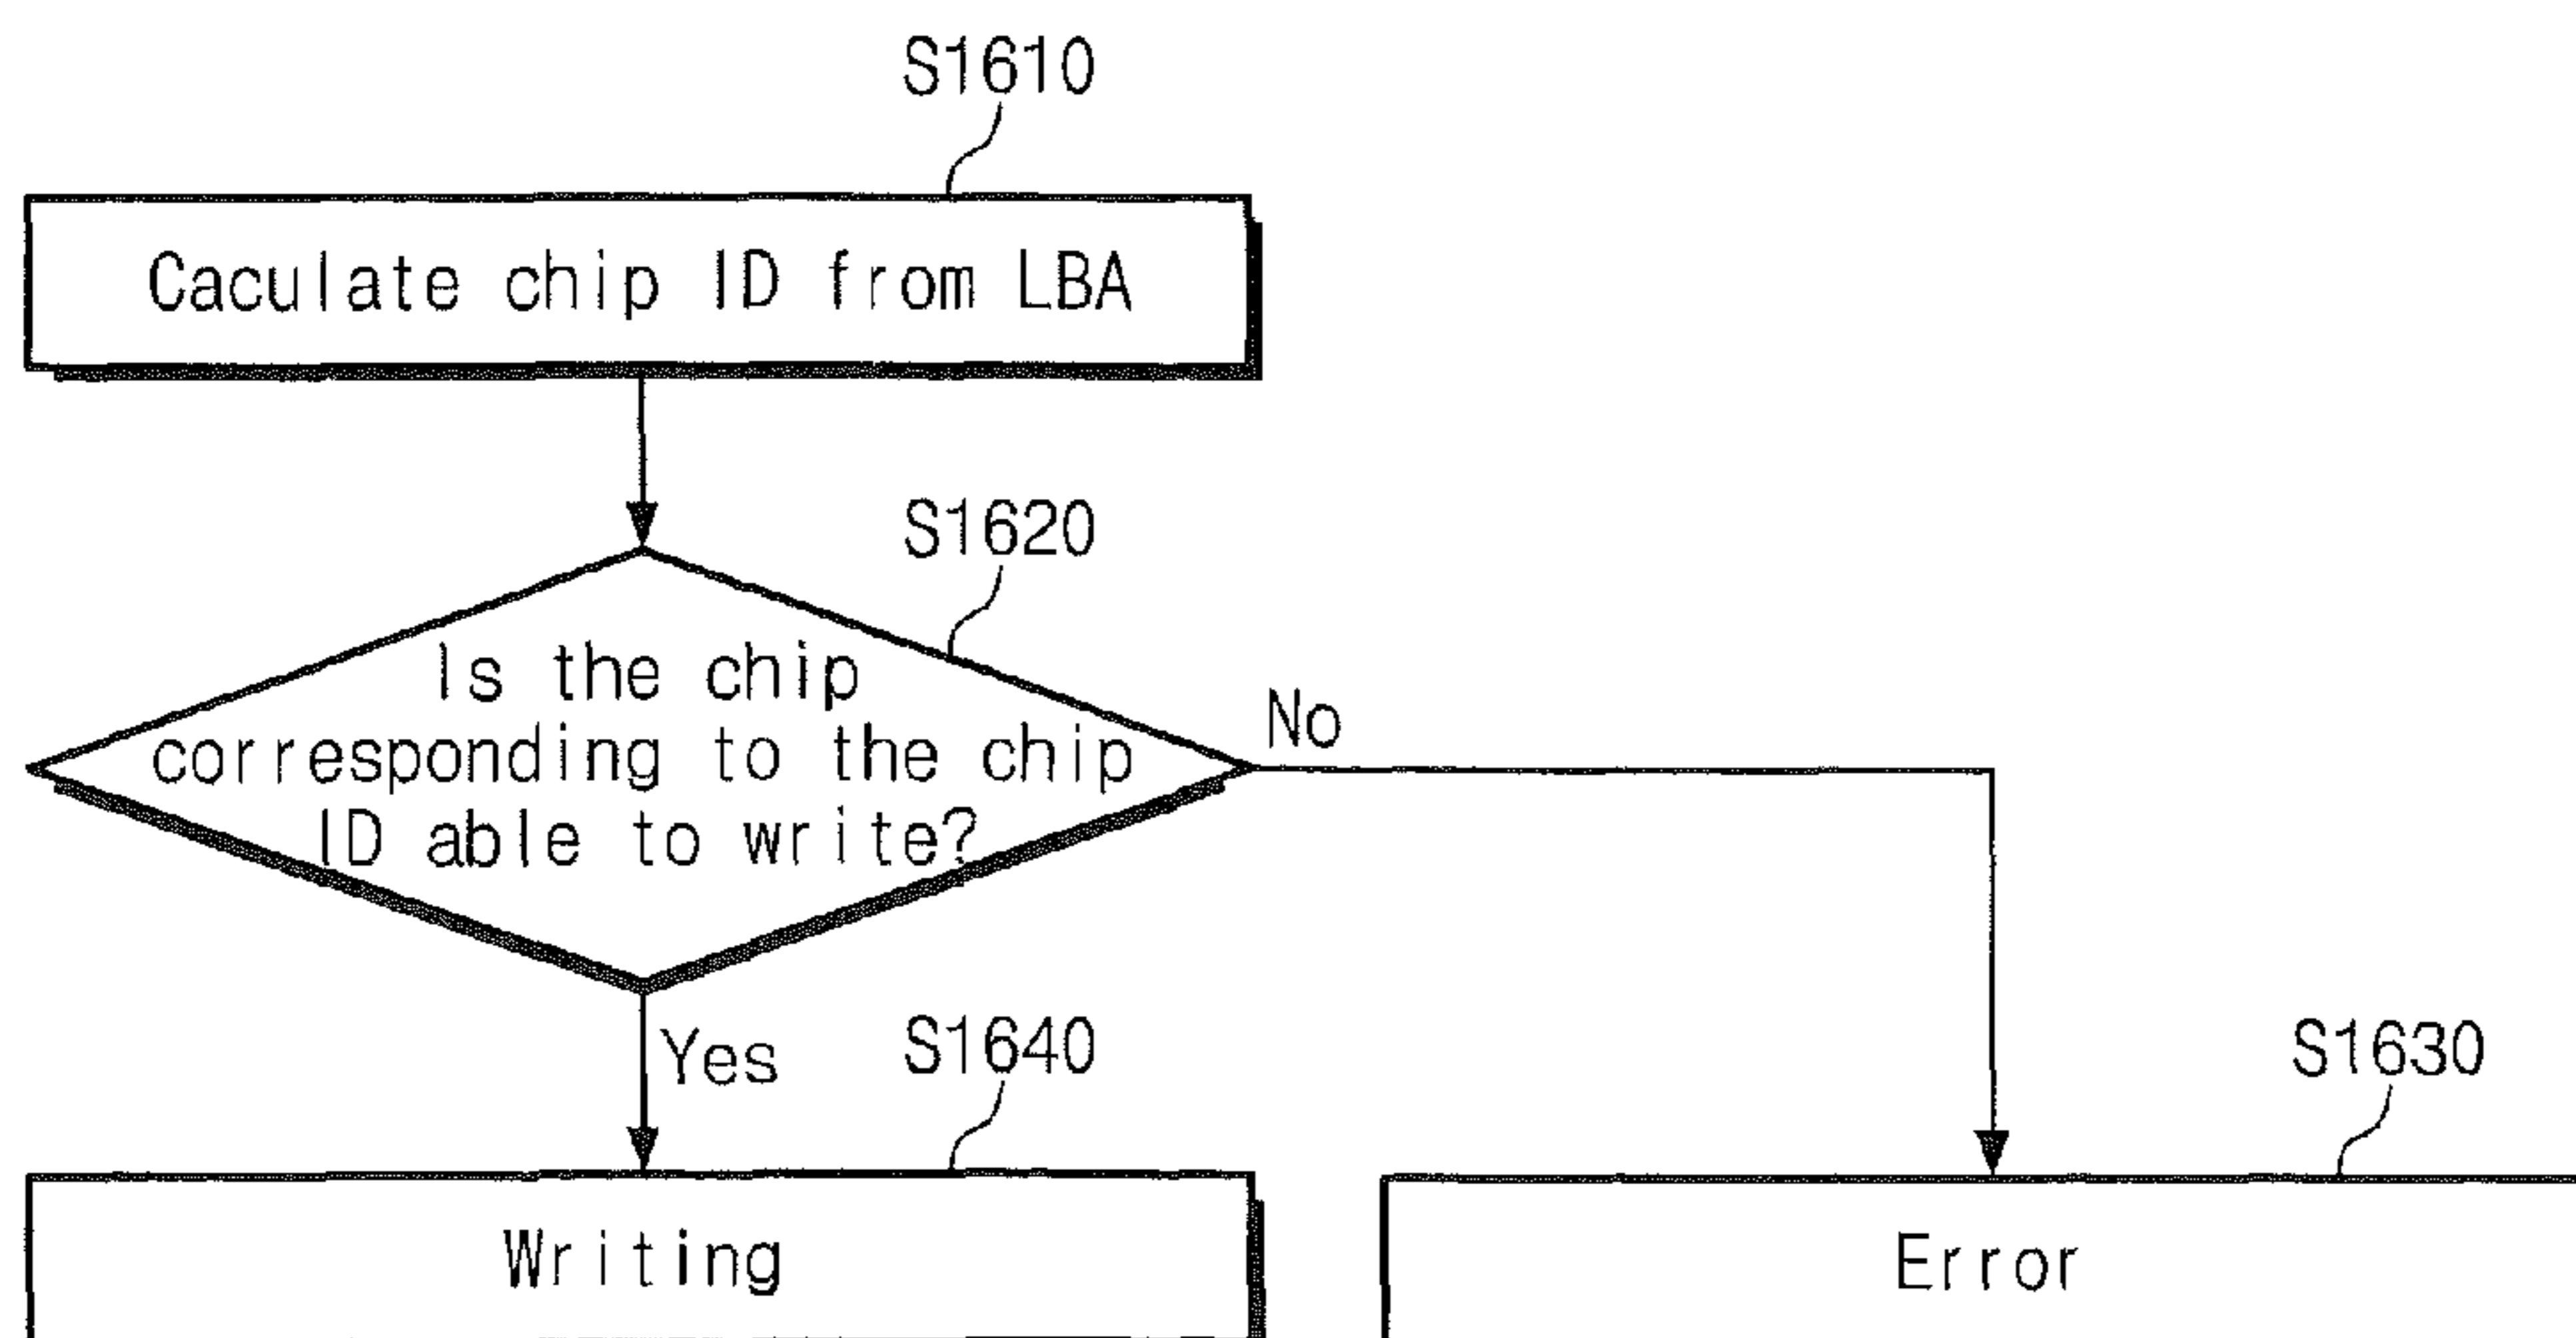 S1610
Caculate chip ID from LBA
S1620
Is the chip
corresponding to the chip
ID able to write?
No
Yes
S1640
S1630
Writing
Error